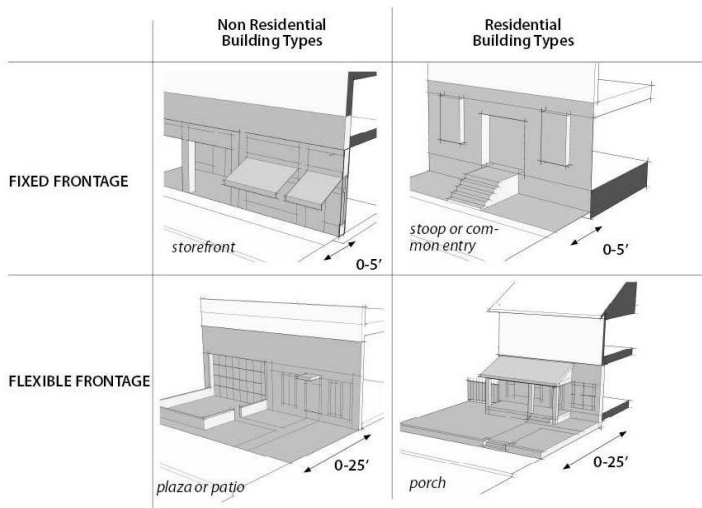 Non Residential
Building Types
Residential
Building Types
FIXED FRONTAGE
storefront
0-5'
stoop or com-
mon entry
0-5'
FLEXIBLE FRONTAGE
plaza or patio
0-25'
porch
0-25'